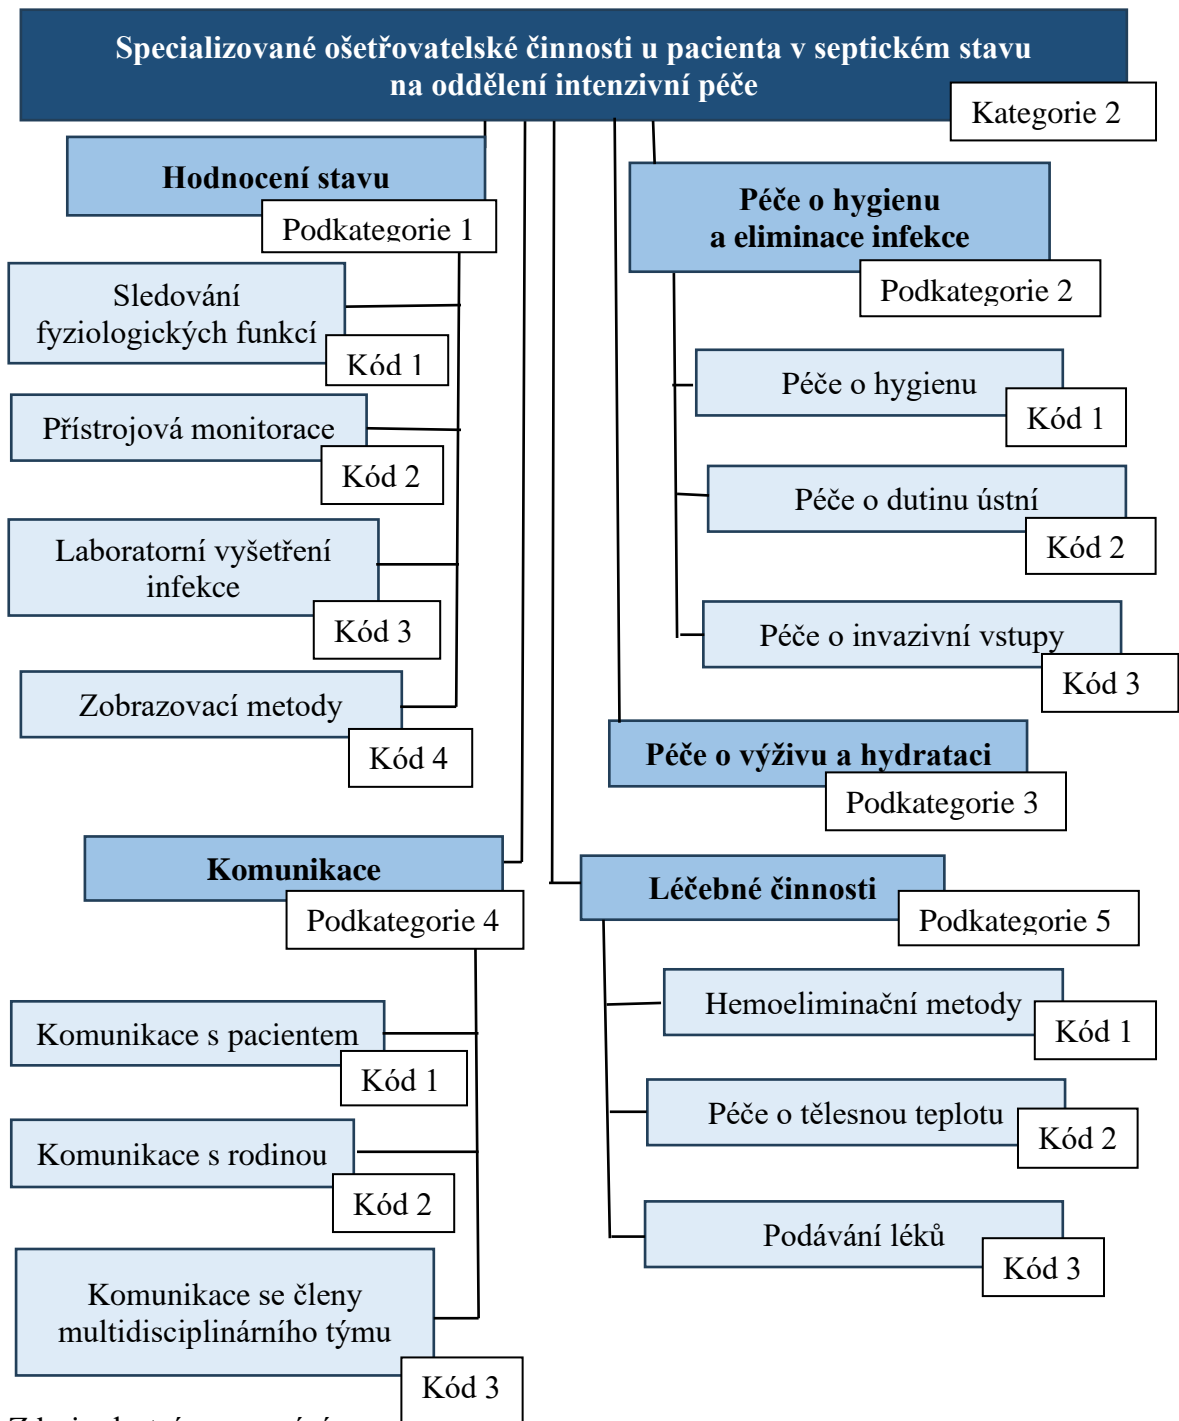 Specializované ošetřovatelské činnosti u pacienta v septickém stavu
na oddělení intenzivní péče
Kategorie 2
Hodnocení stavu
Podkategorie 1
Sledování
fyziologických funkcí
Kód 1
Přístrojová monitorace
Kód 2
Laboratorní vyšetření
infekce
Kód 3
Zobrazovací metody
Kód 4
Péče o hygienu
a eliminace infekce
Podkategorie 2
Péče o hygienu
Kód 1
Péče o dutinu ústní
Kód 2
Péče o invazivní vstupy
Kód 3
Péče o výživu a hydrataci
Podkategorie 3
Komunikace
Podkategorie 4
Komunikace s pacientem
Kód 1
Komunikace s rodinou
Kód 2
Komunikace se členy
multidisciplinárního týmu
Kód 3
Léčebné činnosti
Podkategorie 5
Hemoeliminační metody
Kód 1
Péče o tělesnou teplotu
Kód 2
Podávání léků
Kód 3